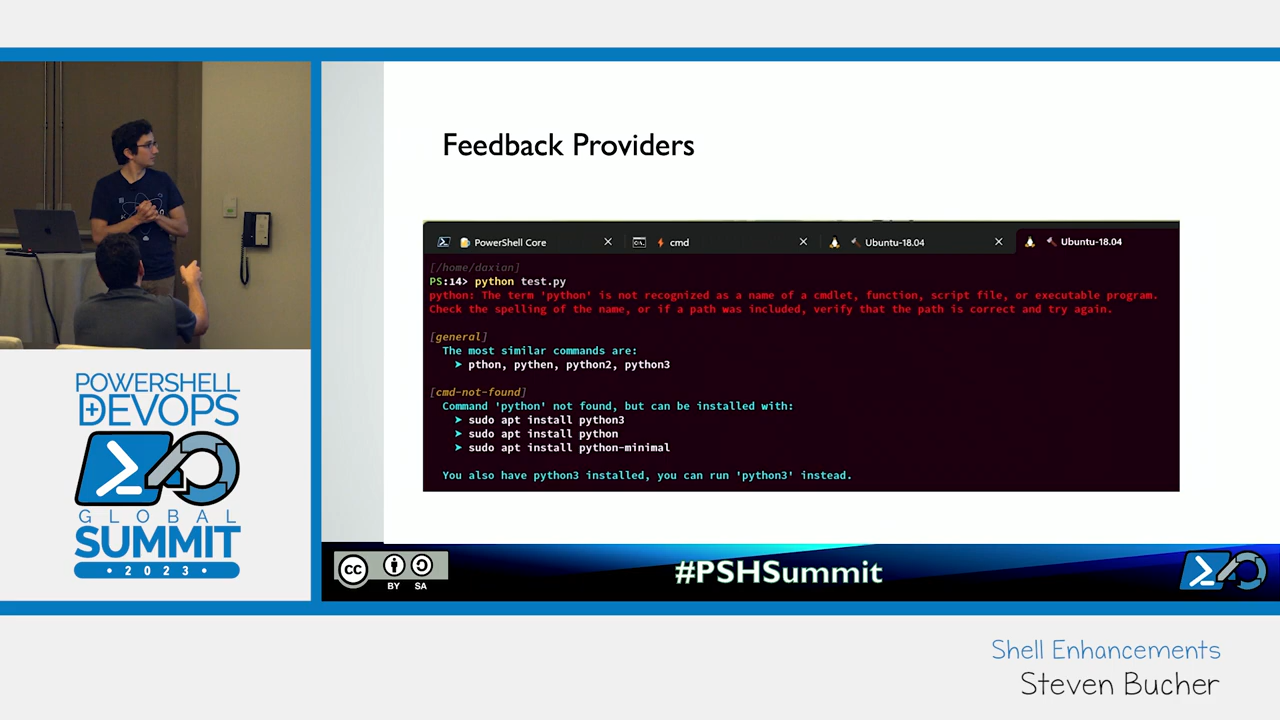 Feedback Providers
PowerShell Core
cmd
Ubuntu-18.04
Ubuntu-18.04
[/home/daxian]
PS:14> python test.py
python: The term 'python' is not recognized as a name of a cmdlet, function, script file, or executable program.
Check the spelling of the name, or if a path was included, verify that the path is correct and try again.
[general]
The most similar commands are:
➤ pthon, pythen, python2, python3
[cmd-not-found]
Command 'python' not found, but can be installed with:
➤ sudo apt install python3
➤ sudo apt install python
➤ sudo apt install python-minimal
You also have python3 installed, you can run 'python3' instead.
POWERSHELL
+DEVOPS
GLOBAL
SUMMIT
• 2023 •
cc
BY SA
#PSHSummit
Shell Enhancements
Steven Bucher